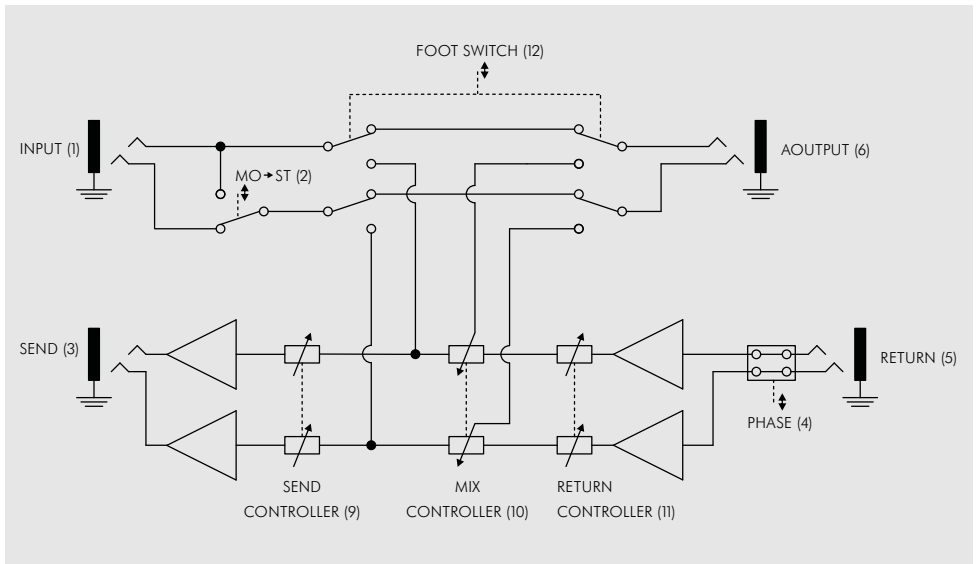 FOOT SWITCH (12)
INPUT (1)
AOUTPUT (6)
MO→ST (2)
SEND (3)
RETURN (5)
PHASE (4)
SEND
CONTROLLER (9)
MIX
CONTROLLER (10)
RETURN
CONTROLLER (11)